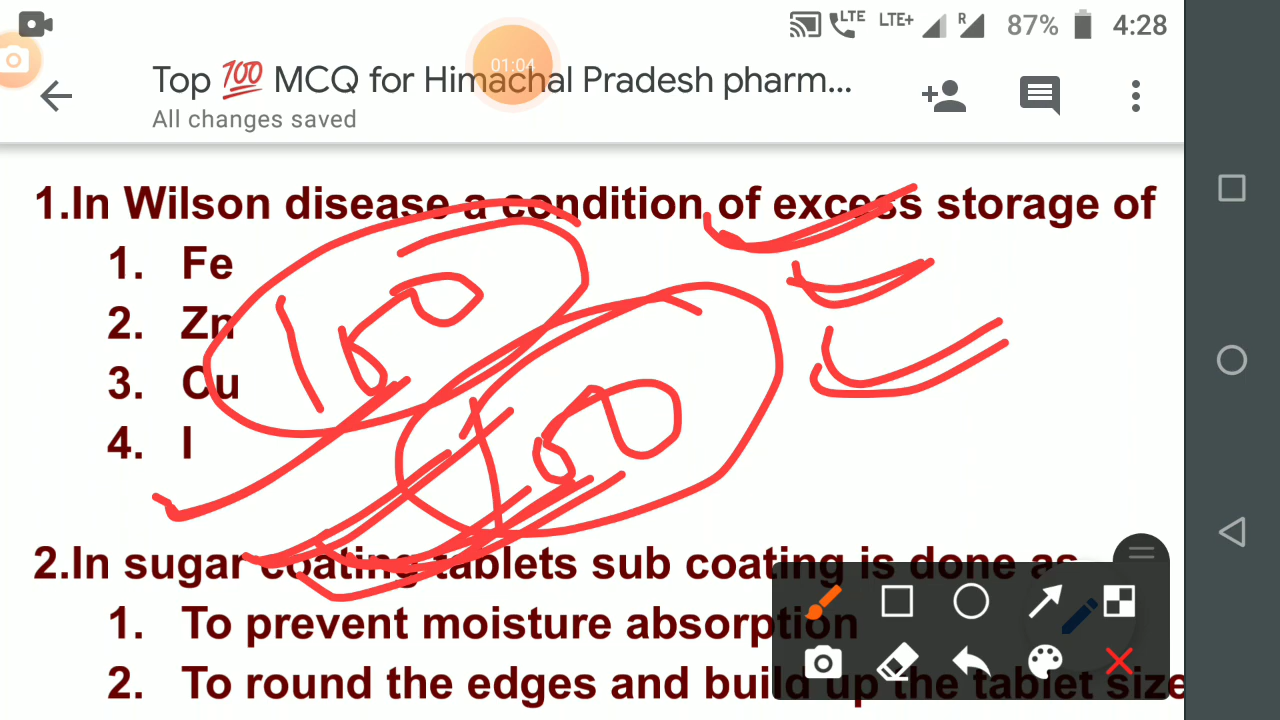 LTE LTE+ R 87% 4:28
01:04
Top 💯 MCQ for Himachal Pradesh pharm...
All changes saved
1.In Wilson disease a condition of excess storage of
1. Fe
2. Zn
3. Cu
4. I
100
100
2.In sugar coating tablets sub coating is done as
1. To prevent moisture absorption
2. To round the edges and build up the tablet size